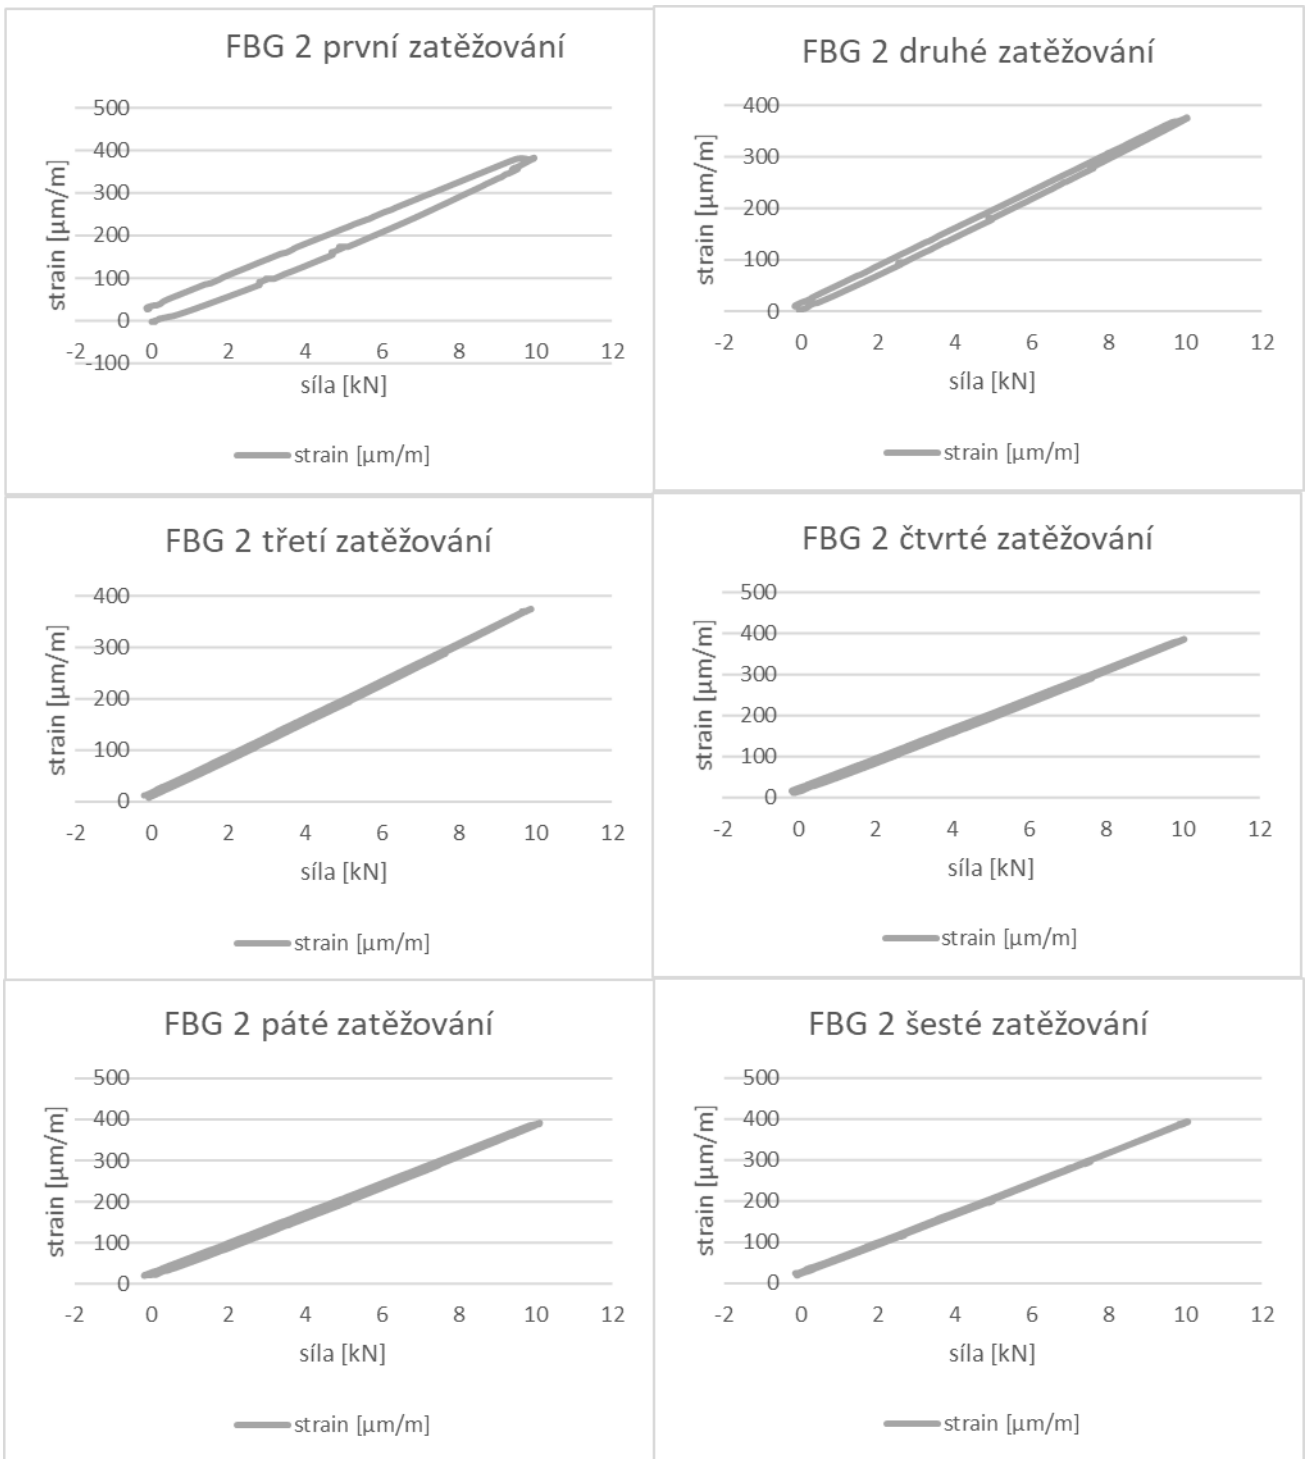 FBG 2 první zatěžování
500
400
300
200
100
0
-100
-2 0 2 4 6 8 10 12
strain [µm/m]
síla [kN]
strain [µm/m]
FBG 2 druhé zatěžování
400
300
200
100
0
-2 0 2 4 6 8 10 12
strain [µm/m]
síla [kN]
strain [µm/m]
FBG 2 třetí zatěžování
400
300
200
100
0
-2 0 2 4 6 8 10 12
strain [µm/m]
síla [kN]
strain [µm/m]
FBG 2 čtvrté zatěžování
500
400
300
200
100
0
-2 0 2 4 6 8 10 12
strain [µm/m]
síla [kN]
strain [µm/m]
FBG 2 páté zatěžování
500
400
300
200
100
0
-2 0 2 4 6 8 10 12
strain [µm/m]
síla [kN]
strain [µm/m]
FBG 2 šesté zatěžování
500
400
300
200
100
0
-2 0 2 4 6 8 10 12
strain [µm/m]
síla [kN]
strain [µm/m]